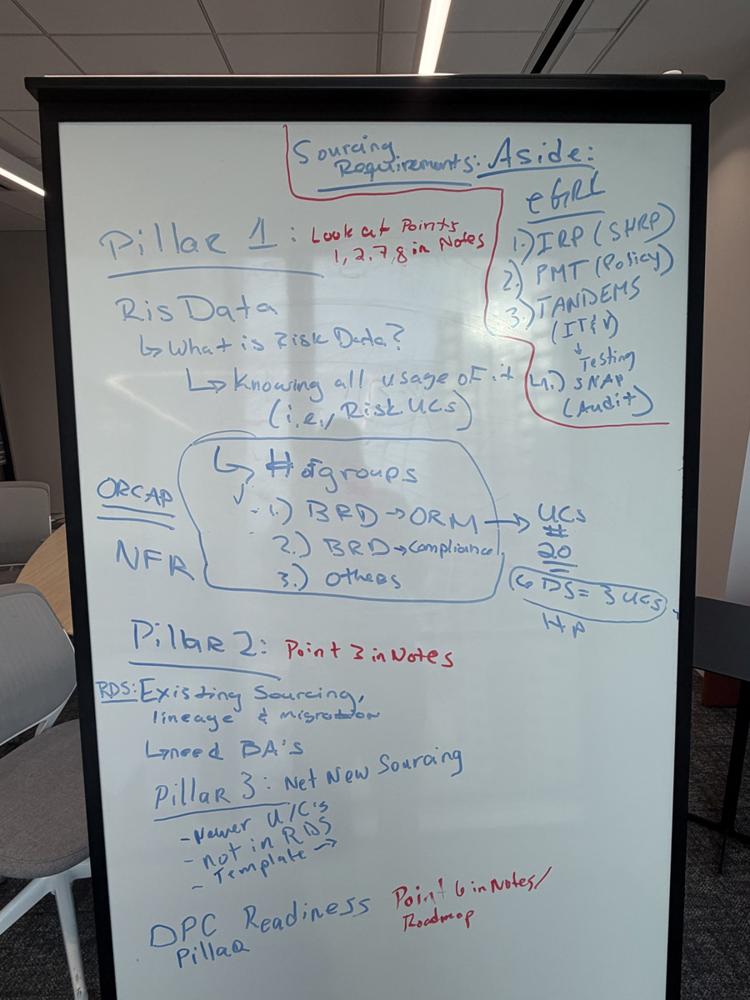 Sourcing
Requirements:
Aside:
eGRC
1.) IRP (SHRP)
2.) PMT (Policy)
3.) TANDEMS
(IT&V)
↓ Testing
4.) SNAP
(Audit)
Pillar 1: Look at Points
1, 2, 7, 8 in Notes
Ris Data
↳ What is Risk Data?
↳ Knowing all usage of it
(i.e., Risk UCs)
ORCAP
NFR
↳ # of groups
1.) BRD → ORM → UCs
#
20
2.) BRD → Compliance
3.) Others
(6 DS = 3 UCs
Pillar 2: Point 3 in Notes
RDS: Existing Sourcing,
lineage & migration
↳ need BA's
Pillar 3: Net New Sourcing
- Newer U/C's
- not in RDS
- Template →
DPC Readiness Point 6 in Notes/
Pillar Roadmap